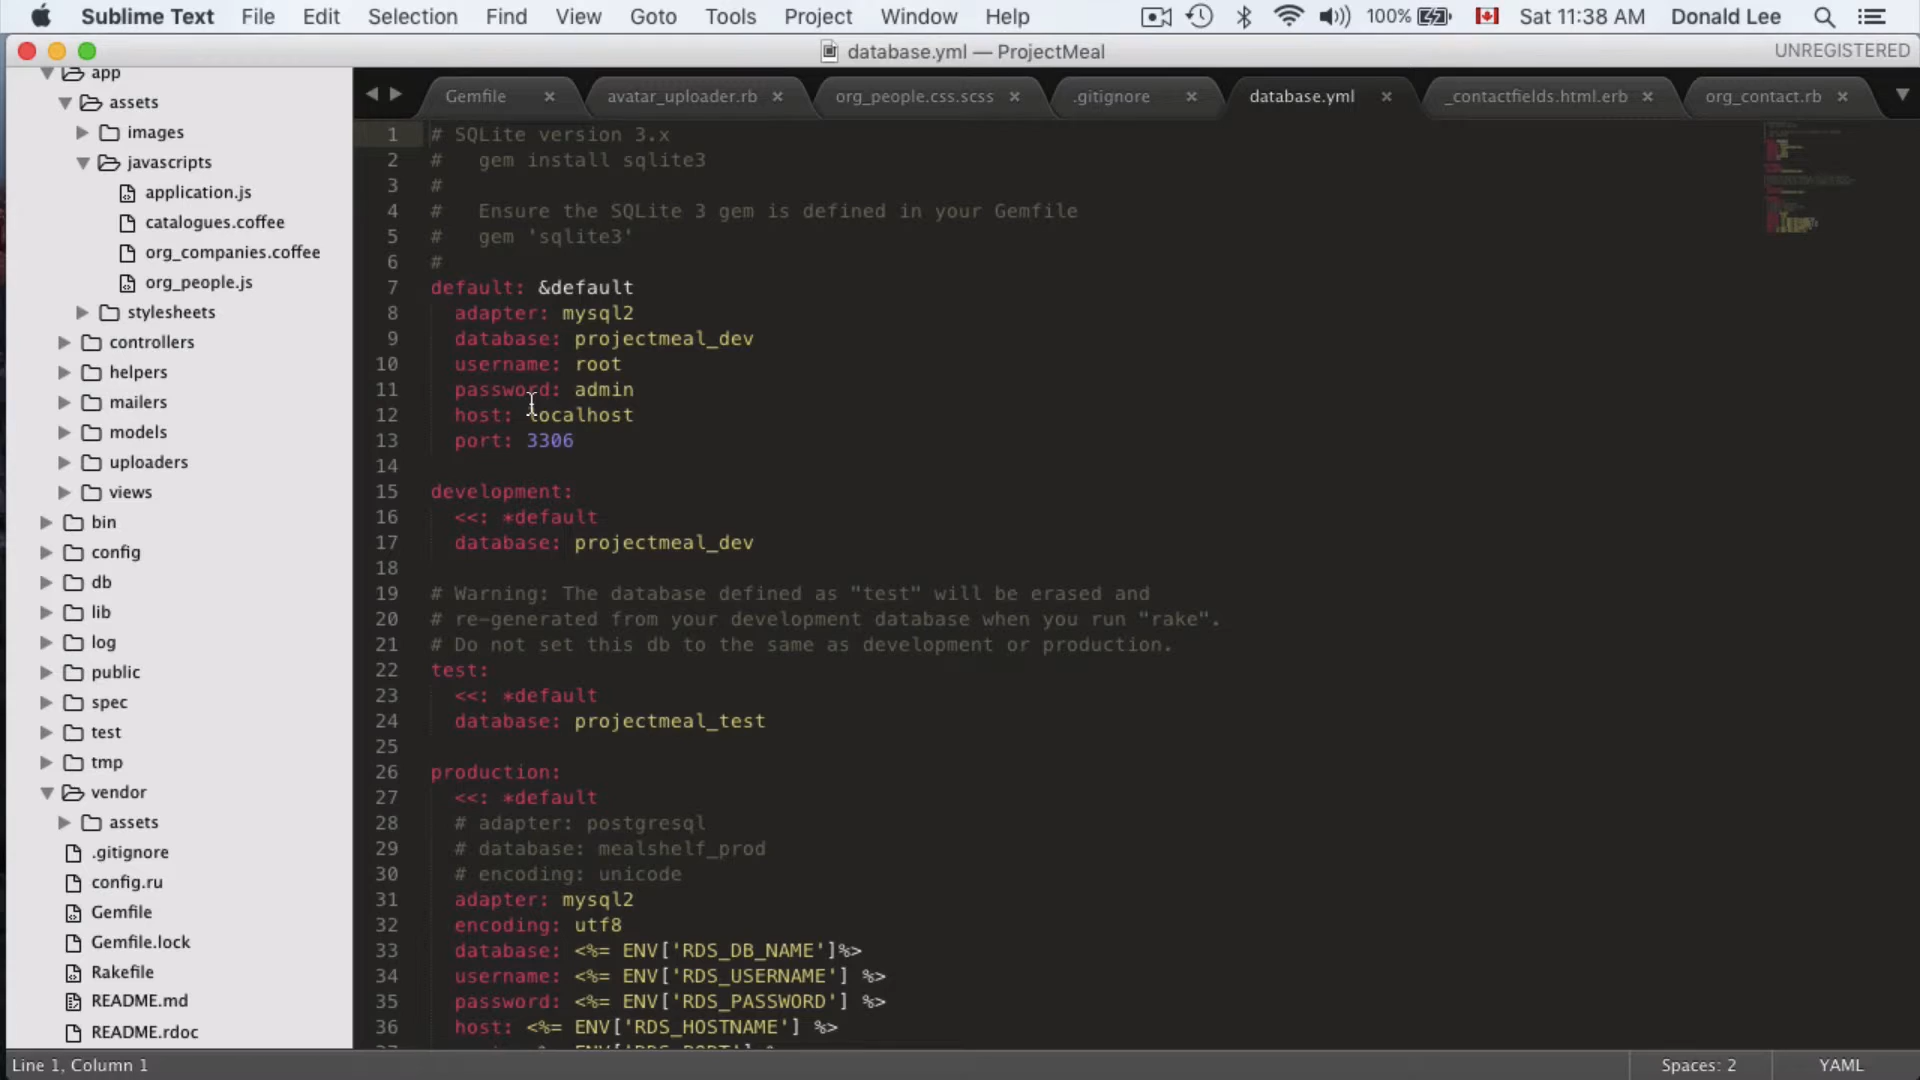 Sublime Text File Edit Selection Find View Goto Tools Project Window Help 100% Sat 11:38 AM Donald Lee
database.yml — ProjectMeal UNREGISTERED
app
assets
images
javascripts
application.js
catalogues.coffee
org_companies.coffee
org_people.js
stylesheets
controllers
helpers
mailers
models
uploaders
views
bin
config
db
lib
log
public
spec
test
tmp
vendor
assets
.gitignore
config.ru
Gemfile
Gemfile.lock
Rakefile
README.md
README.rdoc
Gemfile avatar_uploader.rb org_people.css.scss .gitignore database.yml _contactfields.html.erb org_contact.rb
1 # SQLite version 3.x
2 #   gem install sqlite3
3 #
4 #   Ensure the SQLite 3 gem is defined in your Gemfile
5 #   gem 'sqlite3'
6 #
7 default: &default
8   adapter: mysql2
9   database: projectmeal_dev
10   username: root
11   password: admin
12   host: localhost
13   port: 3306
14
15 development:
16   <<: *default
17   database: projectmeal_dev
18
19 # Warning: The database defined as "test" will be erased and
20 # re-generated from your development database when you run "rake".
21 # Do not set this db to the same as development or production.
22 test:
23   <<: *default
24   database: projectmeal_test
25
26 production:
27   <<: *default
28   # adapter: postgresql
29   # database: mealshelf_prod
30   # encoding: unicode
31   adapter: mysql2
32   encoding: utf8
33   database: <%= ENV['RDS_DB_NAME']%>
34   username: <%= ENV['RDS_USERNAME'] %>
35   password: <%= ENV['RDS_PASSWORD'] %>
36   host: <%= ENV['RDS_HOSTNAME'] %>
Line 1, Column 1 Spaces: 2 YAML